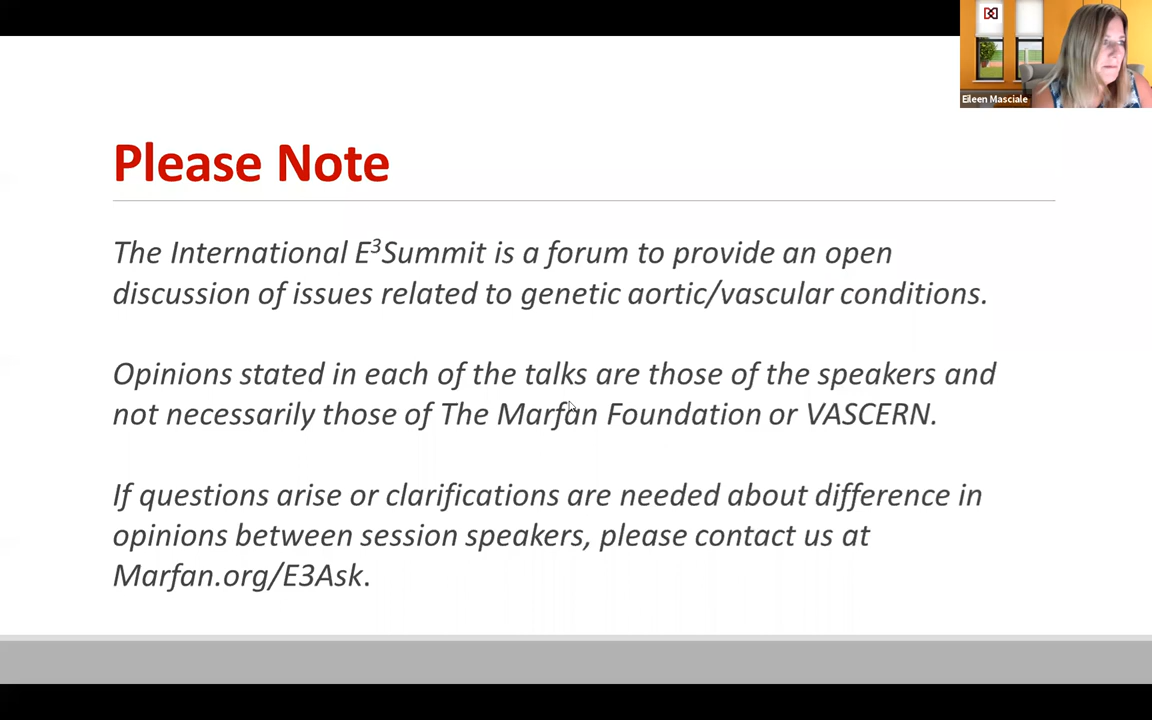 Eileen Masciale
Please Note
The International E³Summit is a forum to provide an open
discussion of issues related to genetic aortic/vascular conditions.
Opinions stated in each of the talks are those of the speakers and
not necessarily those of The Marfan Foundation or VASCERN.
If questions arise or clarifications are needed about difference in
opinions between session speakers, please contact us at
Marfan.org/E3Ask.